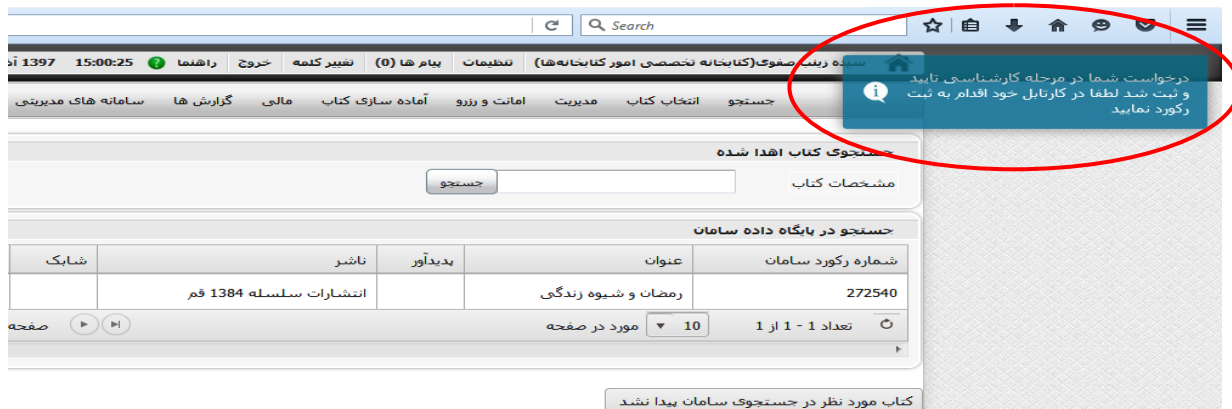 Search
سیده زینب صفوی(کتابخانه تخصصی امور کتابخانه‌ها) تنظیمات پیام ها (0) تغییر کلمه خروج راهنما 15:00:25 1397
درخواست شما در مرحله کارشناسی تایید
و ثبت شد لطفا در کارتابل خود اقدام به ثبت
رکورد نمایید
جستجو انتخاب کتاب مدیریت امانت و رزرو آماده سازی کتاب مالی گزارش ها سامانه های مدیریتی
جستجوی کتاب اهدا شده
مشخصات کتاب جستجو
جستجو در پایگاه داده سامان
شماره رکورد سامان عنوان پدیدآور ناشر شابک
272540 رمضان و شیوه زندگی انتشارات سلسله 1384 قم
تعداد 1 - 1 از 1 10 مورد در صفحه صفحه
کتاب مورد نظر در جستجوی سامان پیدا نشد